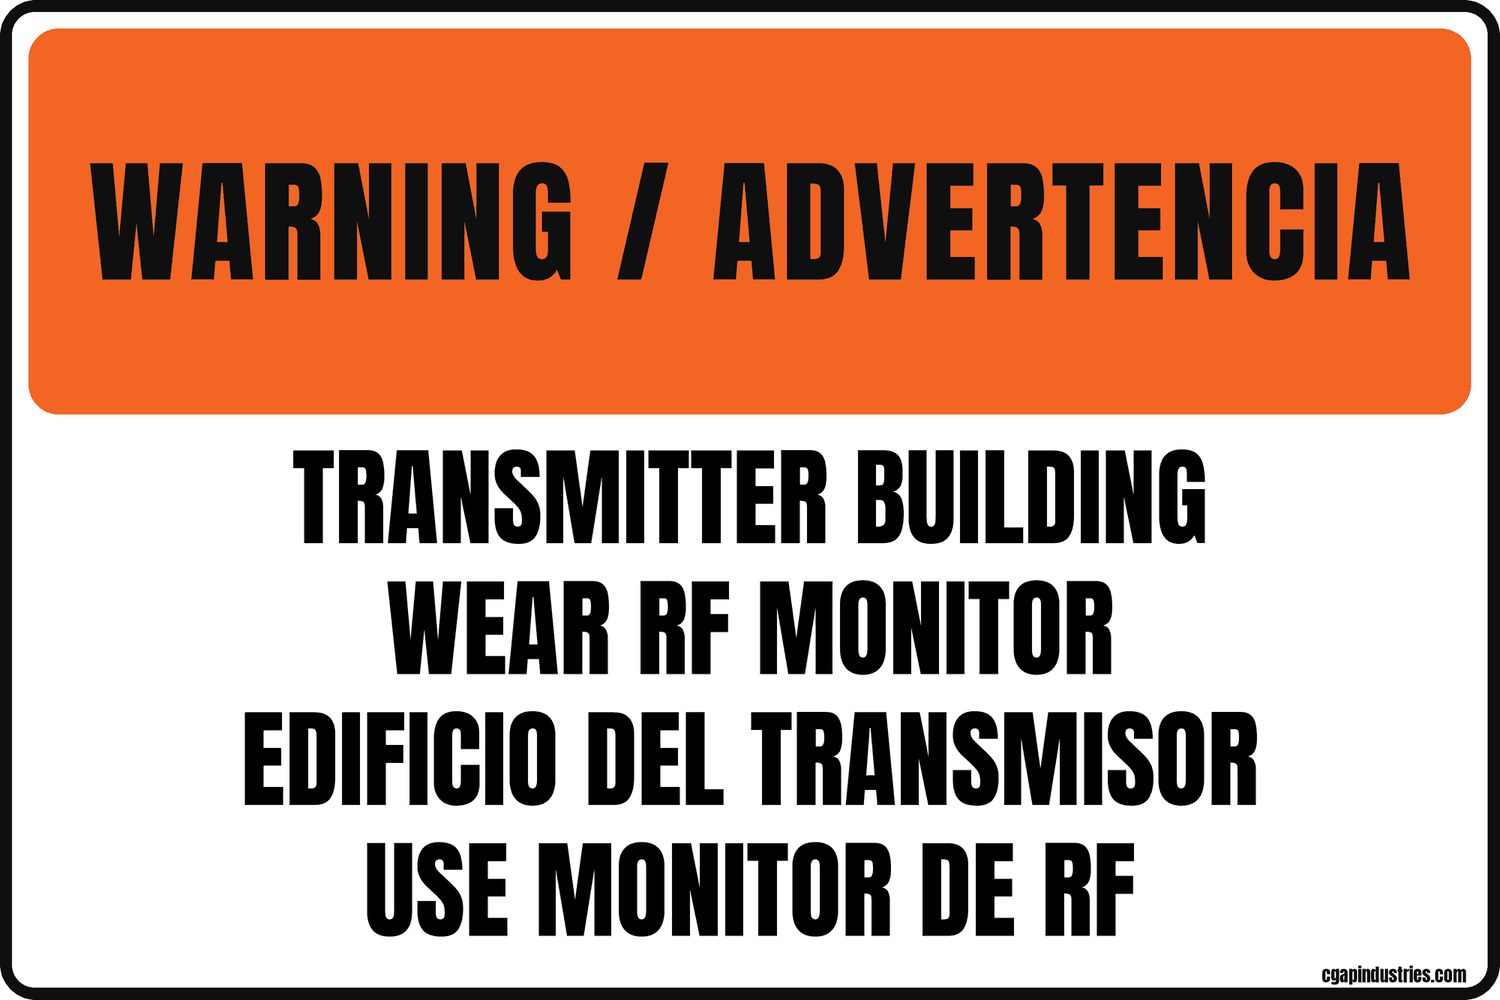 WARNING / ADVERTENCIA
TRANSMITTER BUILDING
WEAR RF MONITOR
EDIFICIO DEL TRANSMISOR
USE MONITOR DE RF
cgapindustries.com